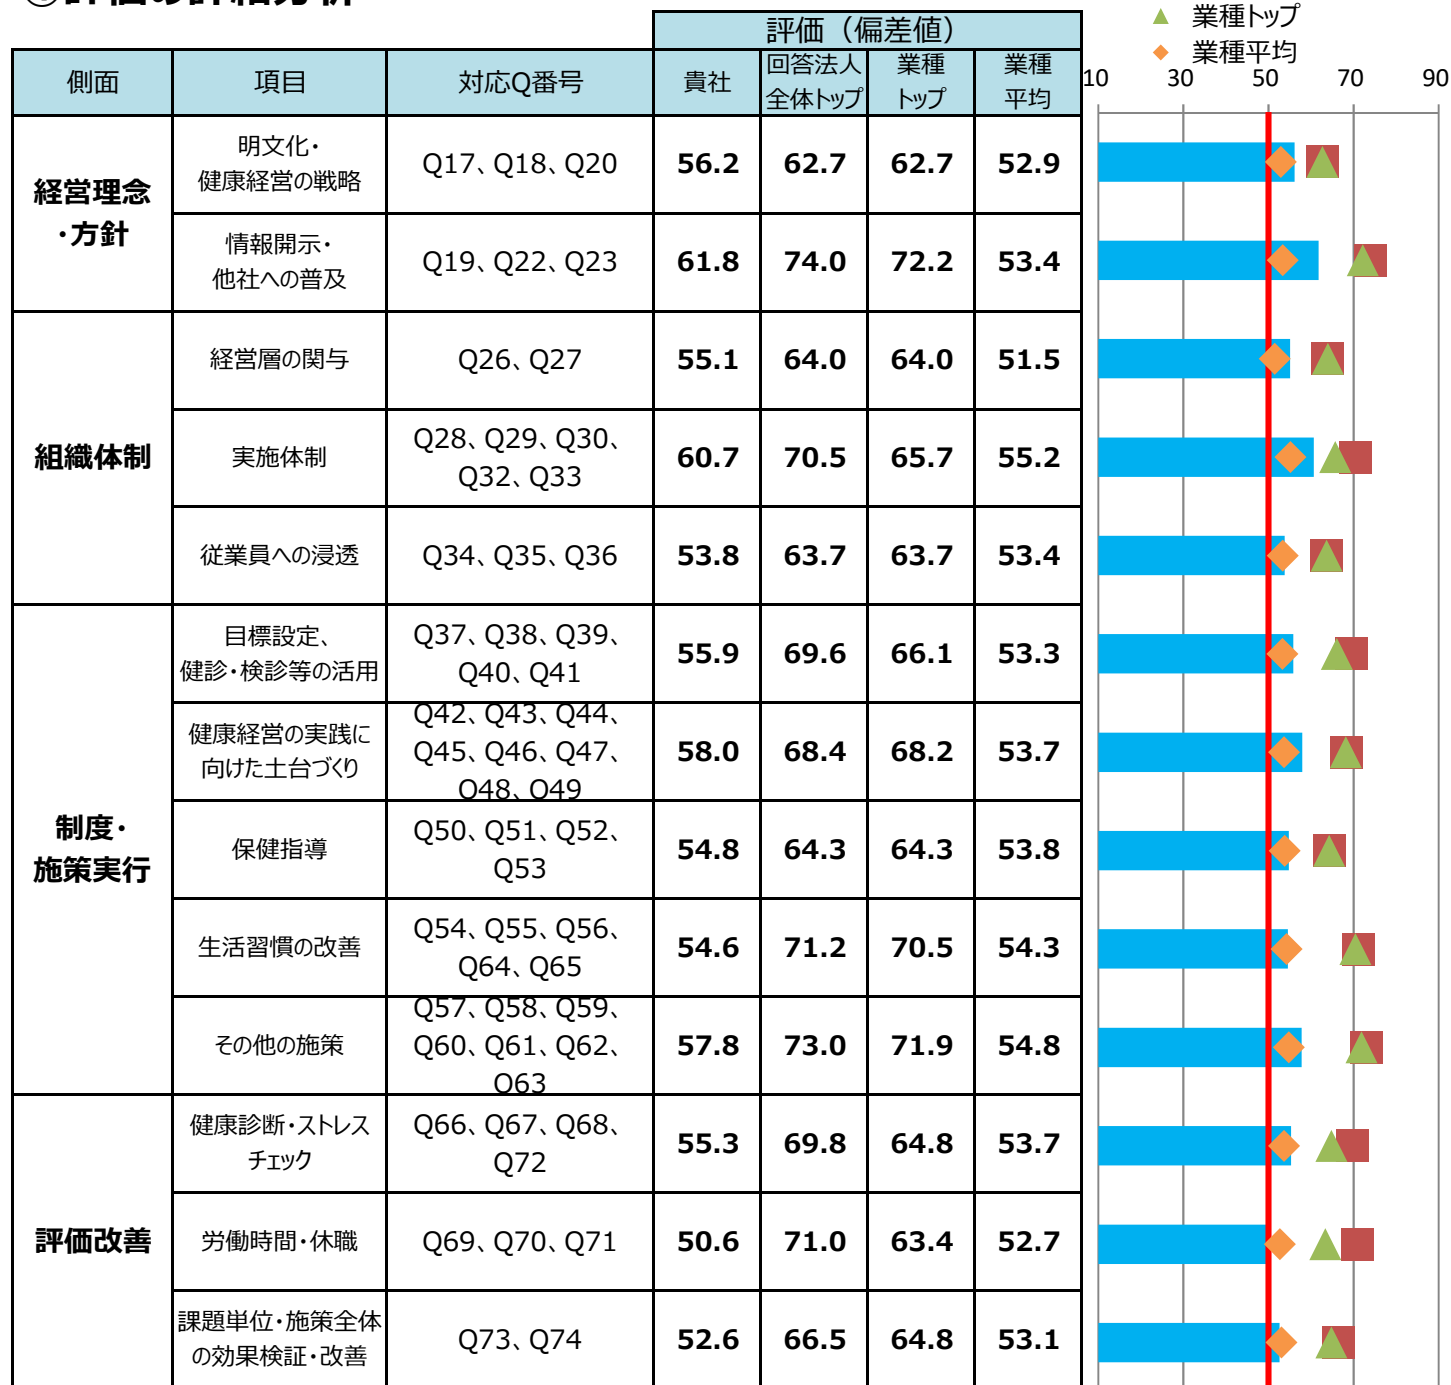 ①評価の詳細分析
評価（偏差値）
▲ 業種トップ
◆ 業種平均
側面 項目 対応Q番号 貴社 回答法人 業種 業種
全体トップ トップ 平均
10 30 50 70 90
経営理念
・方針
明文化・
健康経営の戦略
Q17、Q18、Q20 56.2 62.7 62.7 52.9
情報開示・
他社への普及
Q19、Q22、Q23 61.8 74.0 72.2 53.4
組織体制
経営層の関与 Q26、Q27 55.1 64.0 64.0 51.5
実施体制
Q28、Q29、Q30、
Q32、Q33
60.7 70.5 65.7 55.2
従業員への浸透 Q34、Q35、Q36 53.8 63.7 63.7 53.4
制度・
施策実行
目標設定、
健診・検診等の活用
Q37、Q38、Q39、
Q40、Q41
55.9 69.6 66.1 53.3
健康経営の実践に
向けた土台づくり
Q42、Q43、Q44、
Q45、Q46、Q47、
Q48、Q49
58.0 68.4 68.2 53.7
保健指導
Q50、Q51、Q52、
Q53
54.8 64.3 64.3 53.8
生活習慣の改善
Q54、Q55、Q56、
Q64、Q65
54.6 71.2 70.5 54.3
その他の施策
Q57、Q58、Q59、
Q60、Q61、Q62、
Q63
57.8 73.0 71.9 54.8
評価改善
健康診断・ストレス
チェック
Q66、Q67、Q68、
Q72
55.3 69.8 64.8 53.7
労働時間・休職 Q69、Q70、Q71 50.6 71.0 63.4 52.7
課題単位・施策全体
の効果検証・改善
Q73、Q74 52.6 66.5 64.8 53.1